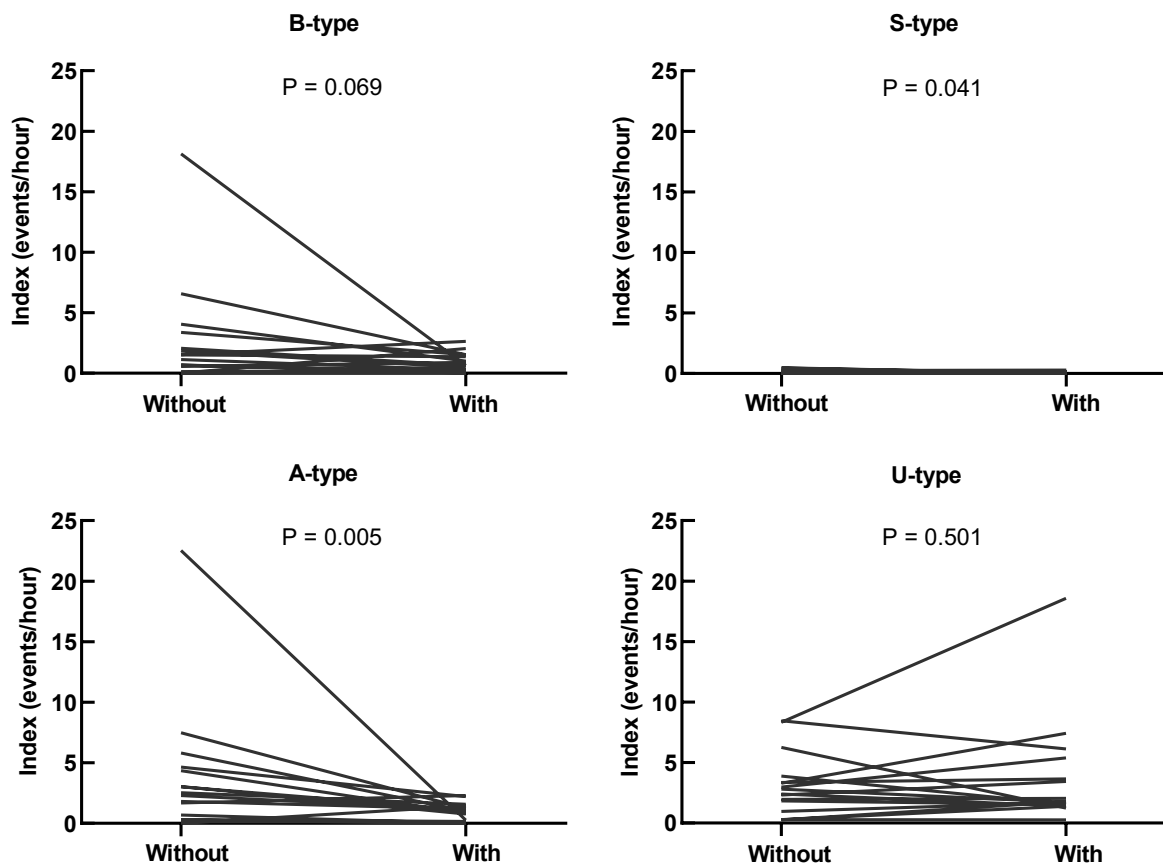 B-type
P = 0.069
Index (events/hour)
25
20
15
10
5
0
Without With
S-type
P = 0.041
Index (events/hour)
25
20
15
10
5
0
Without With
A-type
P = 0.005
Index (events/hour)
25
20
15
10
5
0
Without With
U-type
P = 0.501
Index (events/hour)
25
20
15
10
5
0
Without With